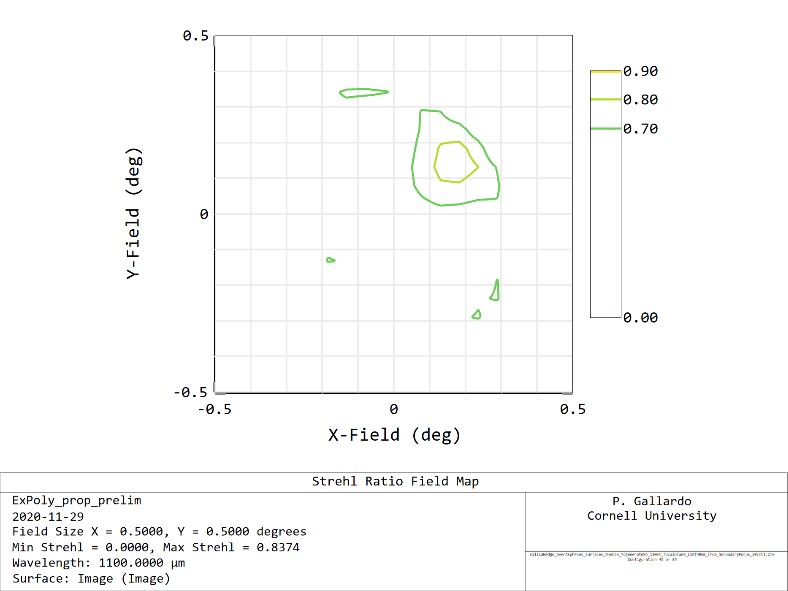 0.5
0
-0.5
Y-Field (deg)
-0.5
0
0.5
X-Field (deg)
0.90
0.80
0.70
0.00
Strehl Ratio Field Map
ExPoly_prop_prelim
2020-11-29
Field Size X = 0.5000, Y = 0.5000 degrees
Min Strehl = 0.0000, Max Strehl = 0.8374
Wavelength: 1100.0000 µm
Surface: Image (Image)
P. Gallardo
Cornell University